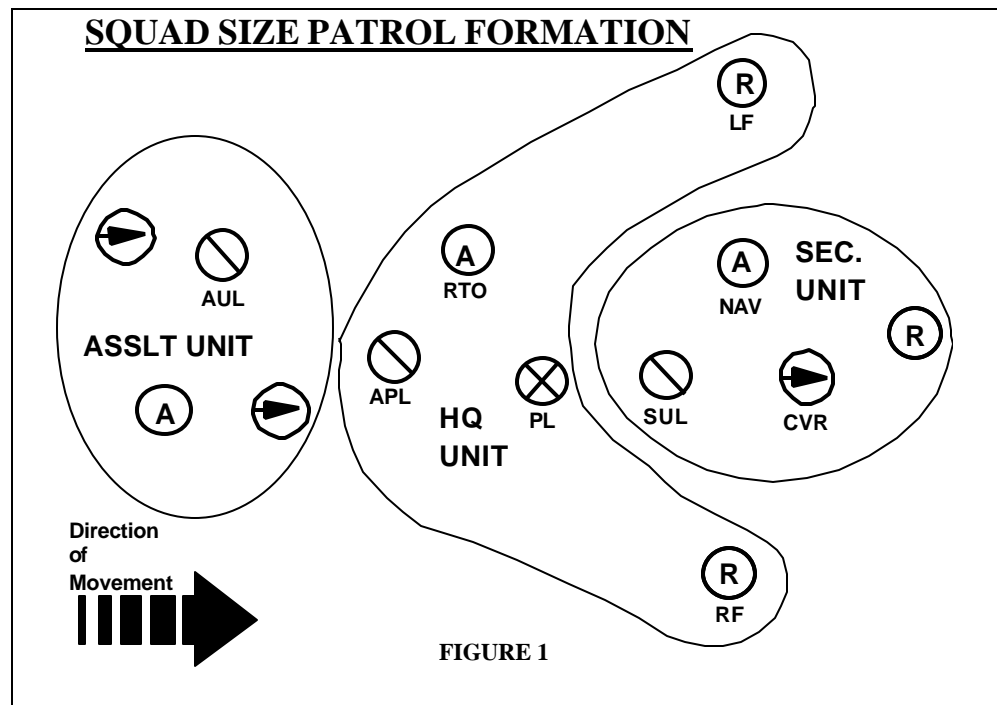 SQUAD SIZE PATROL FORMATION
R
LF
AUL
ASSLT UNIT
A
A
RTO
APL
PL
HQ
UNIT
A
NAV
SEC.
UNIT
R
SUL
CVR
R
RF
Direction
of
Movement
FIGURE 1